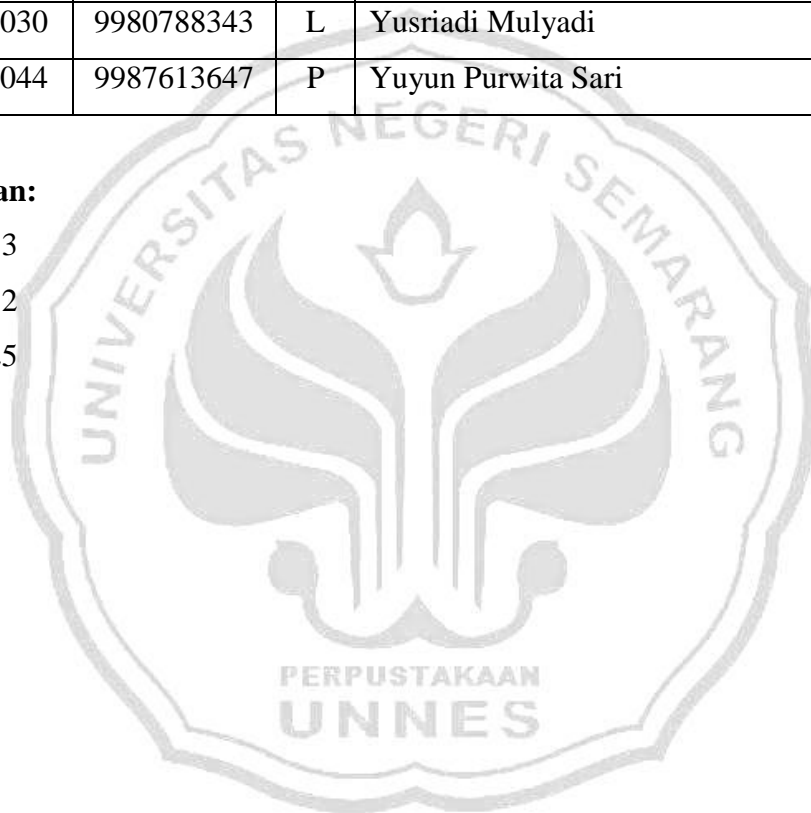 030 9980788343 L Yusriadi Mulyadi
044 9987613647 P Yuyun Purwita Sari
an:
3
2
5
UNIVERSITAS NEGERI SEMARANG
PERPUSTAKAAN
UNNES